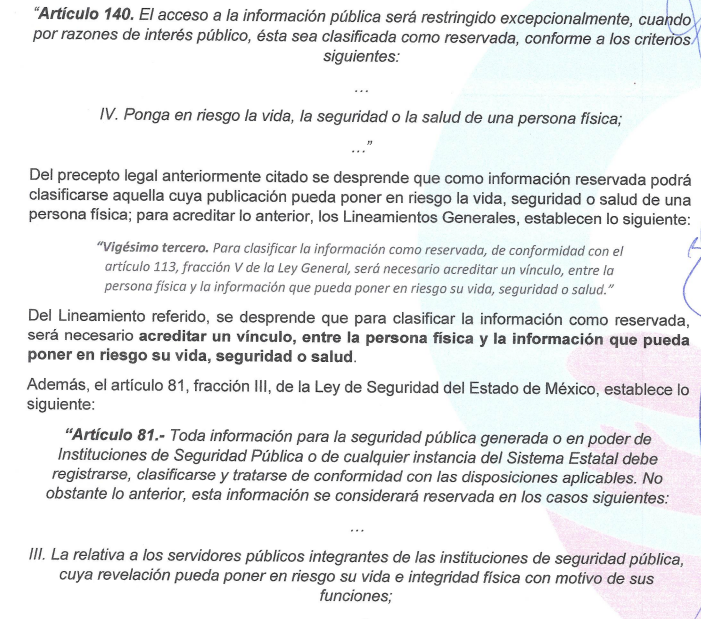 “Artículo 140. El acceso a la información pública será restringido excepcionalmente, cuando
por razones de interés público, ésta sea clasificada como reservada, conforme a los criterios
siguientes:
...
IV. Ponga en riesgo la vida, la seguridad o la salud de una persona física;
...”
Del precepto legal anteriormente citado se desprende que como información reservada podrá
clasificarse aquella cuya publicación pueda poner en riesgo la vida, seguridad o salud de una
persona física; para acreditar lo anterior, los Lineamientos Generales, establecen lo siguiente:
“Vigésimo tercero. Para clasificar la información como reservada, de conformidad con el
artículo 113, fracción V de la Ley General, será necesario acreditar un vínculo, entre la
persona física y la información que pueda poner en riesgo su vida, seguridad o salud.”
Del Lineamiento referido, se desprende que para clasificar la información como reservada,
será necesario acreditar un vínculo, entre la persona física y la información que pueda
poner en riesgo su vida, seguridad o salud.
Además, el artículo 81, fracción III, de la Ley de Seguridad del Estado de México, establece lo
siguiente:
“Artículo 81.- Toda información para la seguridad pública generada o en poder de
Instituciones de Seguridad Pública o de cualquier instancia del Sistema Estatal debe
registrarse, clasificarse y tratarse de conformidad con las disposiciones aplicables. No
obstante lo anterior, esta información se considerará reservada en los casos siguientes:
...
III. La relativa a los servidores públicos integrantes de las instituciones de seguridad pública,
cuya revelación pueda poner en riesgo su vida e integridad física con motivo de sus
funciones;